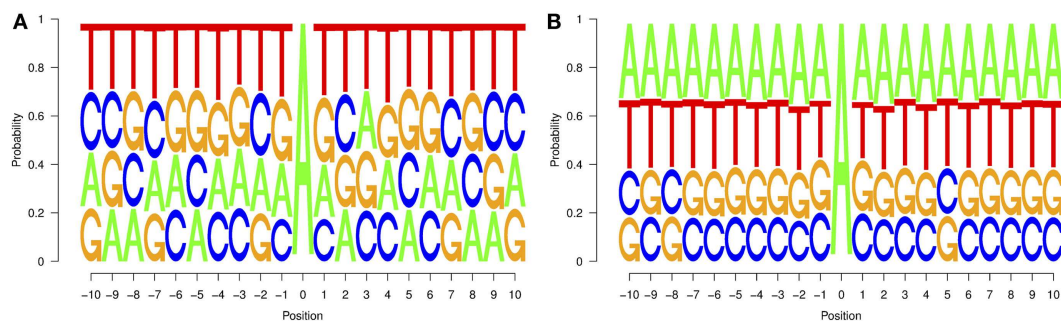 A
Probability
1
0.8
0.6
0.4
0.2
0
TTTTTTTTTT A TTTTTTTTTT
CCGCGGGGCG GCAGGGCGCC
AGCAACAAAA AGGACAACGA
GAAGCACCGC CACCACGAAG
-10 -9 -8 -7 -6 -5 -4 -3 -2 -1 0 1 2 3 4 5 6 7 8 9 10
Position
B
Probability
1
0.8
0.6
0.4
0.2
0
AAAAAAAAAA A AAAAAAAAAA
TTTTTTTTTT TTTTTTTTTT
CGCGGGGGGG GGGGCGGGGG
GCGCCCCCCC CCCCGCCCCC
-10 -9 -8 -7 -6 -5 -4 -3 -2 -1 0 1 2 3 4 5 6 7 8 9 10
Position